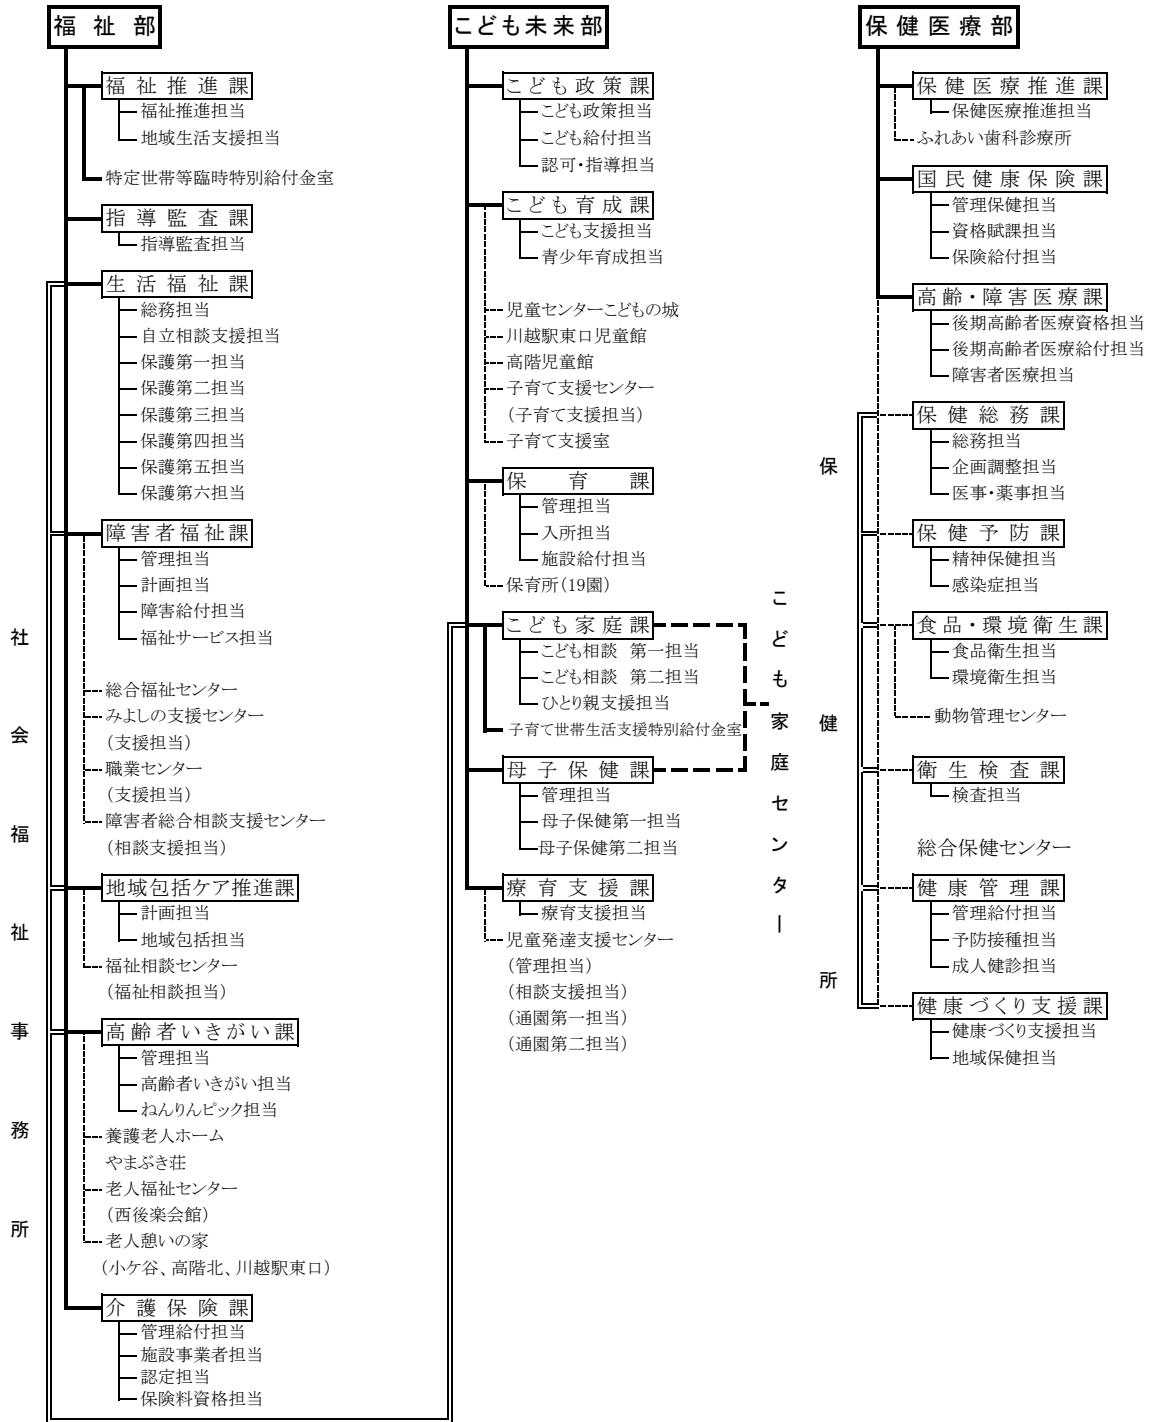 福祉部
福祉推進課
福祉推進担当
地域生活支援担当
特定世帯等臨時特別給付金室
指導監査課
指導監査担当
生活福祉課
総務担当
自立相談支援担当
保護第一担当
保護第二担当
保護第三担当
保護第四担当
保護第五担当
保護第六担当
障害者福祉課
管理担当
計画担当
障害給付担当
福祉サービス担当
総合福祉センター
みよしの支援センター
(支援担当)
職業センター
(支援担当)
障害者総合相談支援センター
(相談支援担当)
地域包括ケア推進課
計画担当
地域包括担当
福祉相談センター
(福祉相談担当)
高齢者いきがい課
管理担当
高齢者いきがい担当
ねんりんピック担当
養護老人ホーム
やまぶき荘
老人福祉センター
(西後楽会館)
老人憩いの家
(小ケ谷、高階北、川越駅東口)
介護保険課
管理給付担当
施設事業者担当
認定担当
保険料資格担当
社会福祉事務所
こども未来部
こども政策課
こども政策担当
こども給付担当
認可・指導担当
こども育成課
こども支援担当
青少年育成担当
児童センターこどもの城
川越駅東口児童館
高階児童館
子育て支援センター
(子育て支援担当)
子育て支援室
保育課
管理担当
入所担当
施設給付担当
保育所(19園)
こども家庭課
こども相談 第一担当
こども相談 第二担当
ひとり親支援担当
子育て世帯生活支援特別給付金室
母子保健課
管理担当
母子保健第一担当
母子保健第二担当
療育支援課
療育支援担当
児童発達支援センター
(管理担当)
(相談支援担当)
(通園第一担当)
(通園第二担当)
こども家庭センター
保健医療部
保健医療推進課
保健医療推進担当
ふれあい歯科診療所
国民健康保険課
管理保健担当
資格賦課担当
保険給付担当
高齢・障害医療課
後期高齢者医療資格担当
後期高齢者医療給付担当
障害者医療担当
保健総務課
総務担当
企画調整担当
医事・薬事担当
保健予防課
精神保健担当
感染症担当
食品・環境衛生課
食品衛生担当
環境衛生担当
動物管理センター
衛生検査課
検査担当
総合保健センター
健康管理課
管理給付担当
予防接種担当
成人健診担当
健康づくり支援課
健康づくり支援担当
地域保健担当
保健所